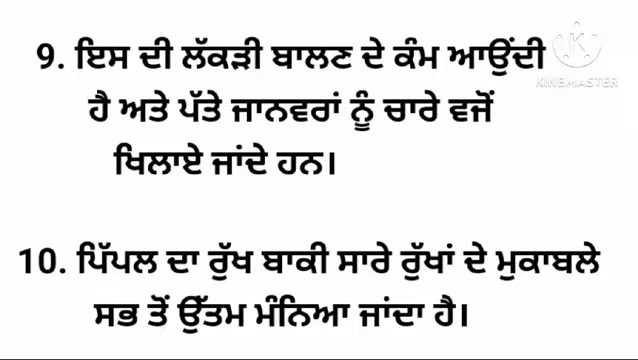 9. ਇਸ ਦੀ ਲੱਕੜੀ ਬਾਲਣ ਦੇ ਕੰਮ ਆਉਂਦੀ
ਹੈ ਅਤੇ ਪੱਤੇ ਜਾਨਵਰਾਂ ਨੂੰ ਚਾਰੇ ਵਜੋਂ
ਖਿਲਾਏ ਜਾਂਦੇ ਹਨ।
KINEMASTER
10. ਪਿੱਪਲ ਦਾ ਰੁੱਖ ਬਾਕੀ ਸਾਰੇ ਰੁੱਖਾਂ ਦੇ ਮੁਕਾਬਲੇ
ਸਭ ਤੋਂ ਉੱਤਮ ਮੰਨਿਆ ਜਾਂਦਾ ਹੈ।